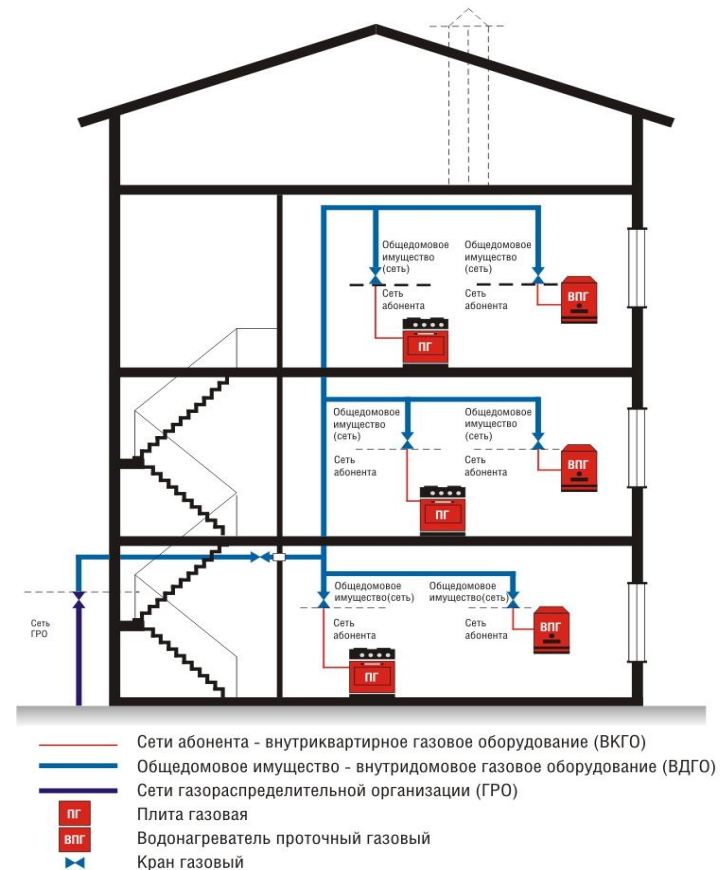 Общедомовое
имущество
(сеть)
Общедомовое
имущество
(сеть)
Сеть
абонента
Сеть
абонента
ВПГ
ПГ
Общедомовое
имущество
(сеть)
Общедомовое
имущество
(сеть)
Сеть
абонента
Сеть
абонента
ВПГ
ПГ
Общедомовое
имущество(сеть)
Общедомовое
имущество(сеть)
Сеть
ГРО
Сеть
абонента
Сеть
абонента
ВПГ
ПГ
Сети абонента - внутриквартирное газовое оборудование (ВКГО)
Общедомовое имущество - внутридомовое газовое оборудование (ВДГО)
Сети газораспределительной организации (ГРО)
ПГ Плита газовая
ВПГ Водонагреватель проточный газовый
Кран газовый